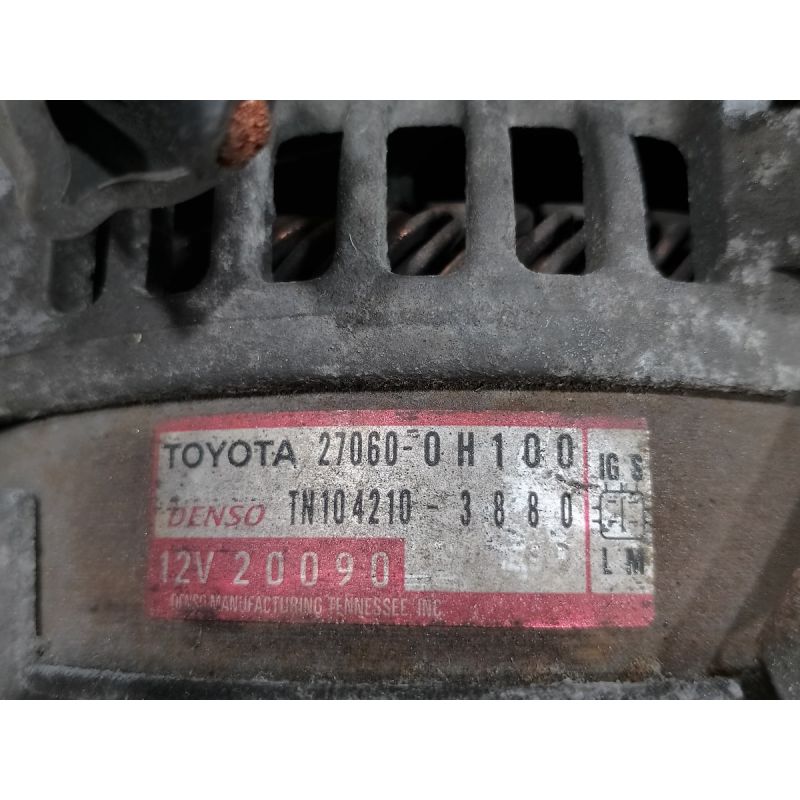 TOYOTA 27060-0H100
DENSO TN104210-3880
IG S
L M
12V 20090
DENSO MANUFACTURING TENNESSEE, INC.